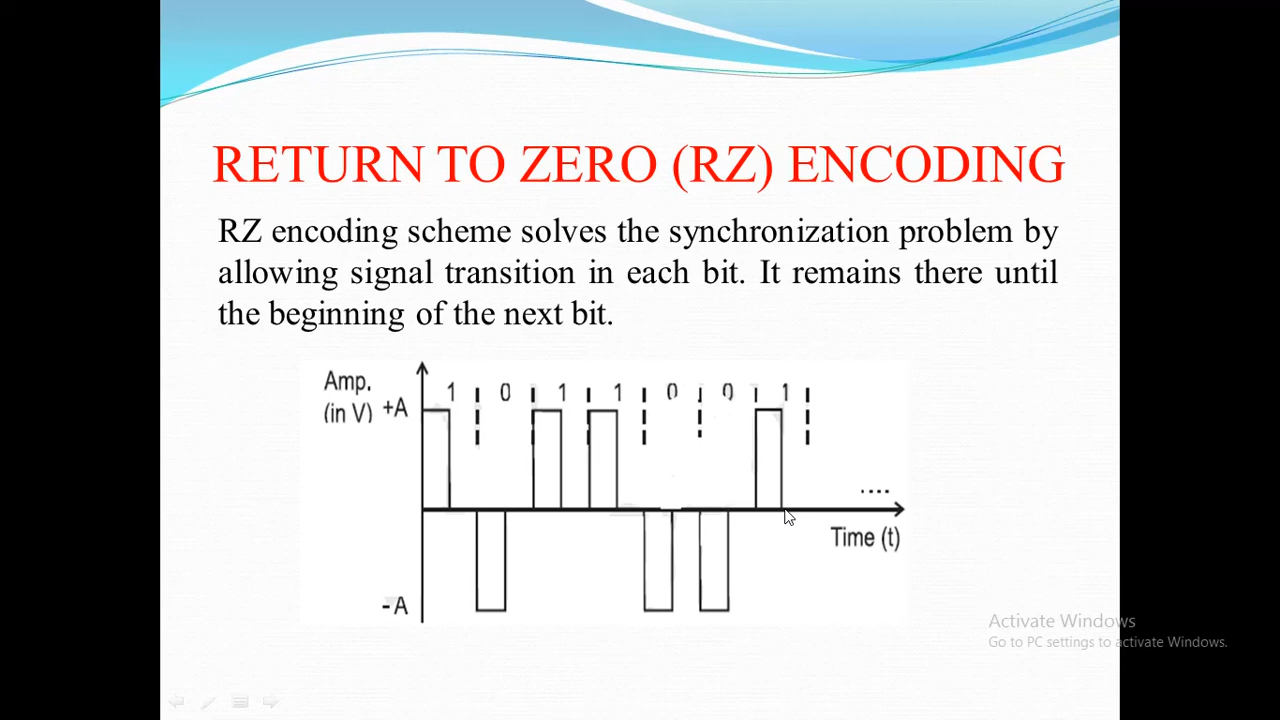 RETURN TO ZERO (RZ) ENCODING
RZ encoding scheme solves the synchronization problem by
allowing signal transition in each bit. It remains there until
the beginning of the next bit.
Amp.
(in V) +A
1 0 1 1 0 0 1
....
Time (t)
-A
Activate Windows
Go to PC settings to activate Windows.